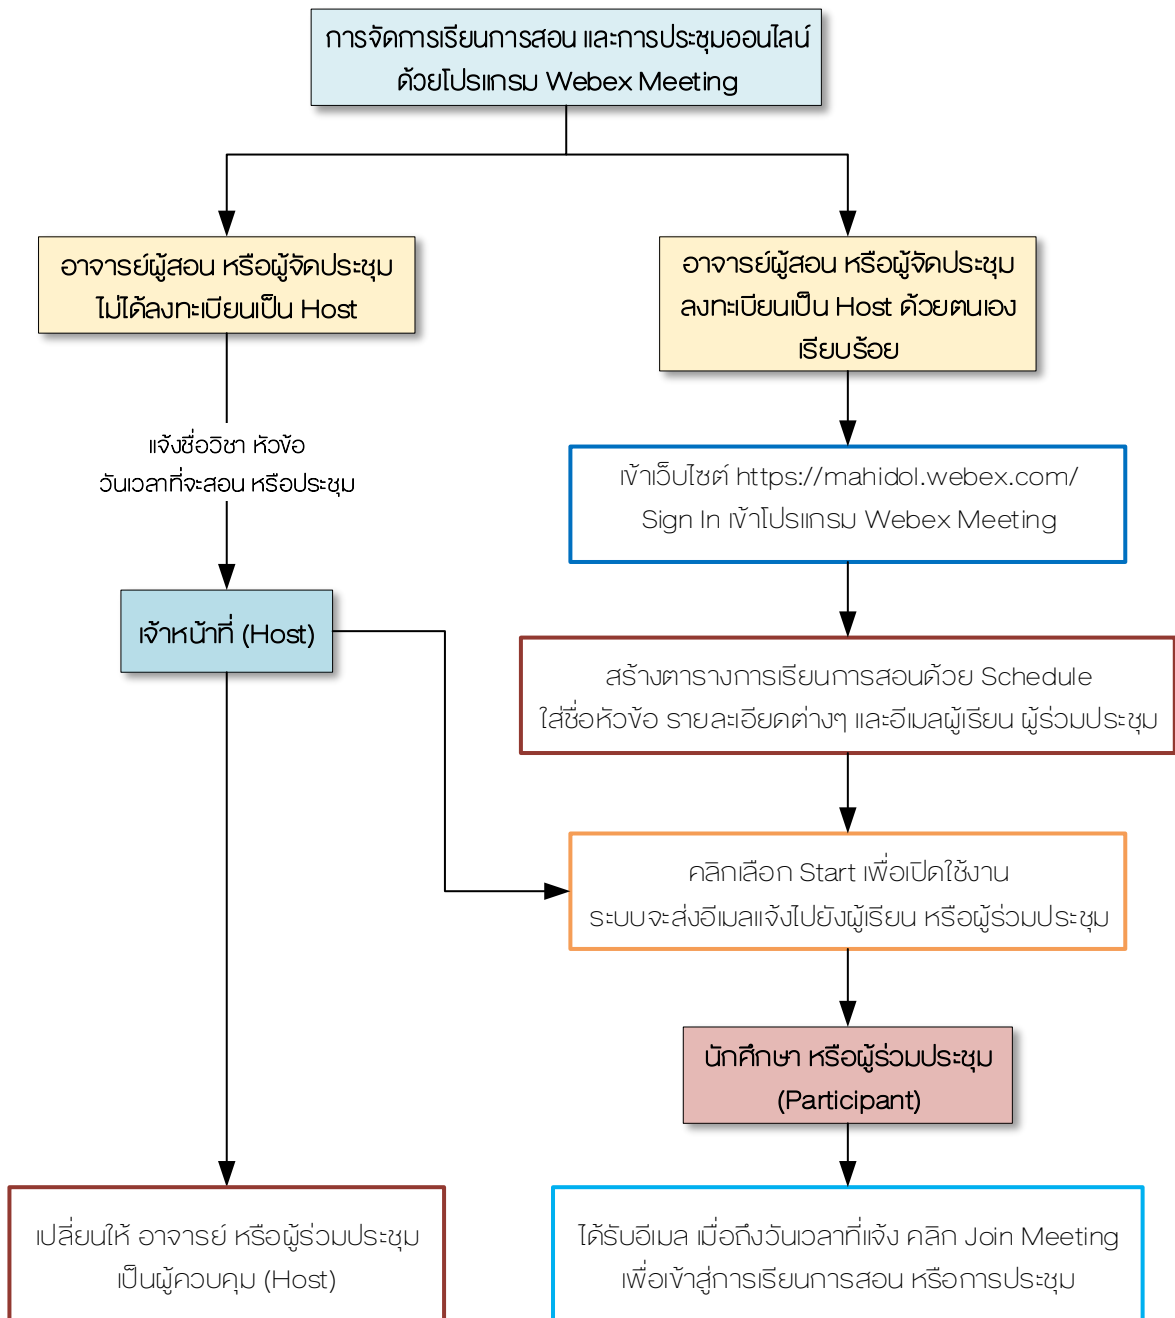 การจัดการเรียนการสอน และการประชุมออนไลน์
ด้วยโปรแกรม Webex Meeting
อาจารย์ผู้สอน หรือผู้จัดประชุม
ไม่ได้ลงทะเบียนเป็น Host
อาจารย์ผู้สอน หรือผู้จัดประชุม
ลงทะเบียนเป็น Host ด้วยตนเอง
เรียบร้อย
แจ้งชื่อวิชา หัวข้อ
วันเวลาที่จะสอน หรือประชุม
เข้าเว็บไซต์ https://mahidol.webex.com/
Sign In เข้าโปรแกรม Webex Meeting
เจ้าหน้าที่ (Host)
สร้างตารางการเรียนการสอนด้วย Schedule
ใส่ชื่อหัวข้อ รายละเอียดต่างๆ และอีเมลผู้เรียน ผู้ร่วมประชุม
คลิกเลือก Start เพื่อเปิดใช้งาน
ระบบจะส่งอีเมลแจ้งไปยังผู้เรียน หรือผู้ร่วมประชุม
นักศึกษา หรือผู้ร่วมประชุม
(Participant)
เปลี่ยนให้ อาจารย์ หรือผู้ร่วมประชุม
เป็นผู้ควบคุม (Host)
ได้รับอีเมล เมื่อถึงวันเวลาที่แจ้ง คลิก Join Meeting
เพื่อเข้าสู่การเรียนการสอน หรือการประชุม